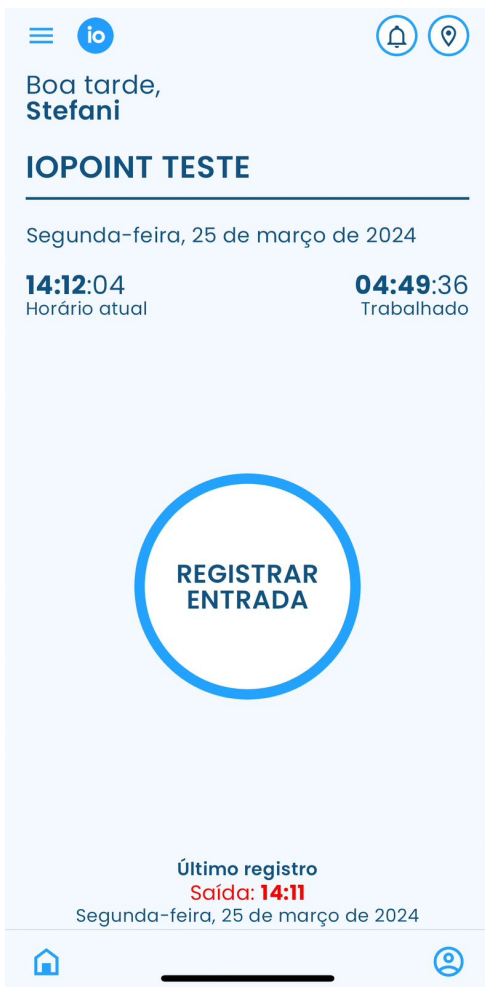 io
Boa tarde,
Stefani
IOPOINT TESTE
Segunda-feira, 25 de março de 2024
14:12:04 04:49:36
Horário atual Trabalhado
REGISTRAR
ENTRADA
Último registro
Saída: 14:11
Segunda-feira, 25 de março de 2024